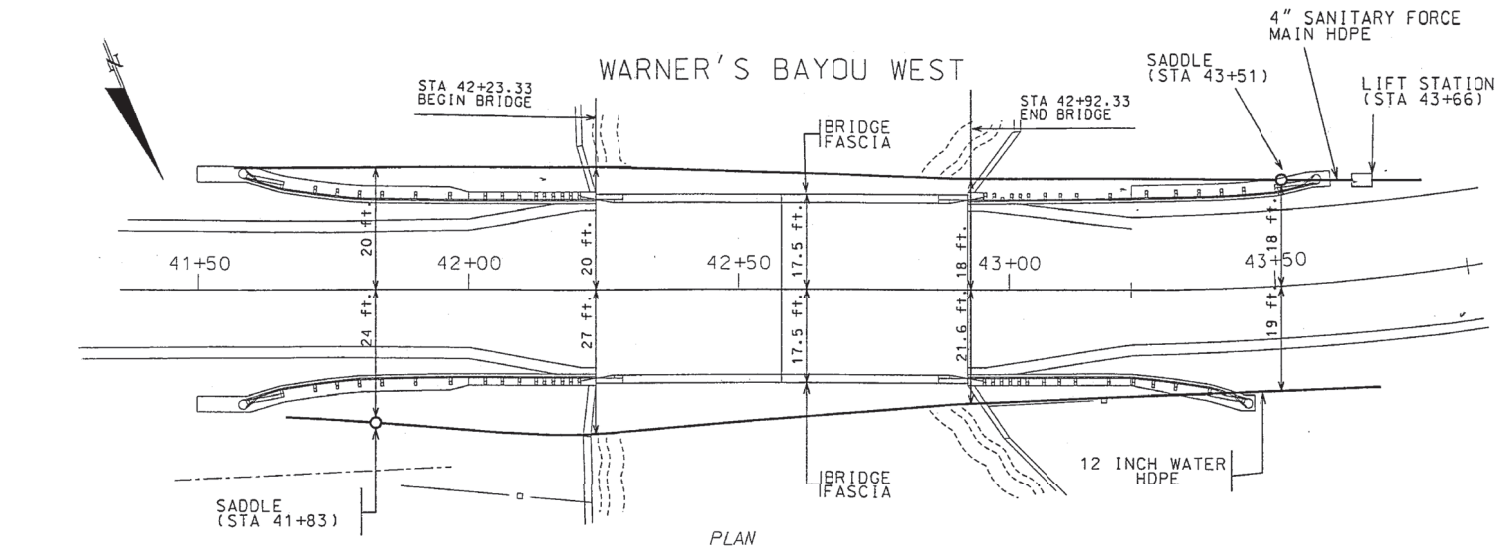 4" SANITARY FORCE
MAIN HDPE
SADDLE
(STA 43+51)
LIFT STATION
(STA 43+66)
WARNER'S BAYOU WEST
STA 42+23.33
BEGIN BRIDGE
STA 42+92.33
END BRIDGE
BRIDGE
FASCIA
N
20 ft.
20 ft.
17.5 ft.
18 ft.
18 ft.
41+50
42+00
42+50
43+00
43+50
24 ft.
27 ft.
17.5 ft.
21.6 ft.
19 ft.
12 INCH WATER
HDPE
BRIDGE
FASCIA
SADDLE
(STA 41+83)
PLAN